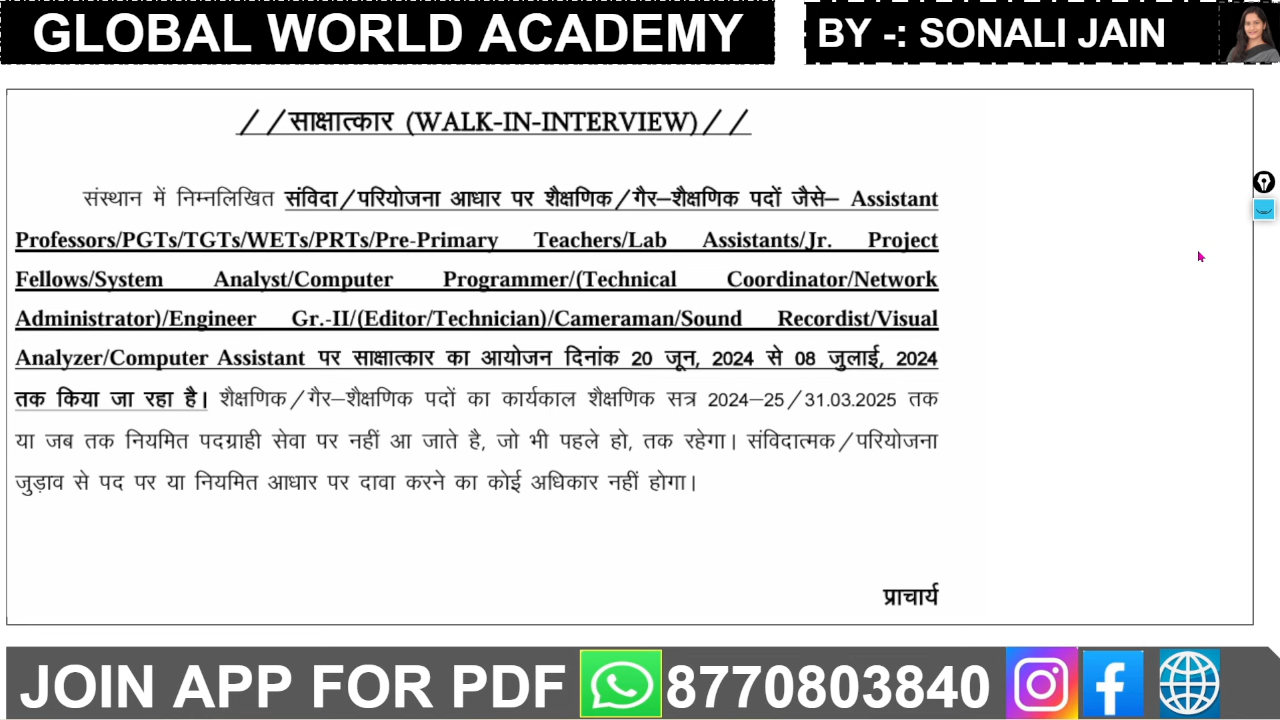 GLOBAL WORLD ACADEMY
BY -: SONALI JAIN
//साक्षात्कार (WALK-IN-INTERVIEW)//
संस्थान में निम्नलिखित संविदा/परियोजना आधार पर शैक्षणिक/गैर–शैक्षणिक पदों जैसे– Assistant
Professors/PGTs/TGTs/WETs/PRTs/Pre-Primary Teachers/Lab Assistants/Jr. Project
Fellows/System Analyst/Computer Programmer/(Technical Coordinator/Network
Administrator)/Engineer Gr.-II/(Editor/Technician)/Cameraman/Sound Recordist/Visual
Analyzer/Computer Assistant पर साक्षात्कार का आयोजन दिनांक 20 जून, 2024 से 08 जुलाई, 2024
तक किया जा रहा है। शैक्षणिक/गैर–शैक्षणिक पदों का कार्यकाल शैक्षणिक सत्र 2024–25/31.03.2025 तक
या जब तक नियमित पदग्राही सेवा पर नहीं आ जाते है, जो भी पहले हो, तक रहेगा। संविदात्मक/परियोजना
जुड़ाव से पद पर या नियमित आधार पर दावा करने का कोई अधिकार नहीं होगा।
प्राचार्य
JOIN APP FOR PDF 8770803840